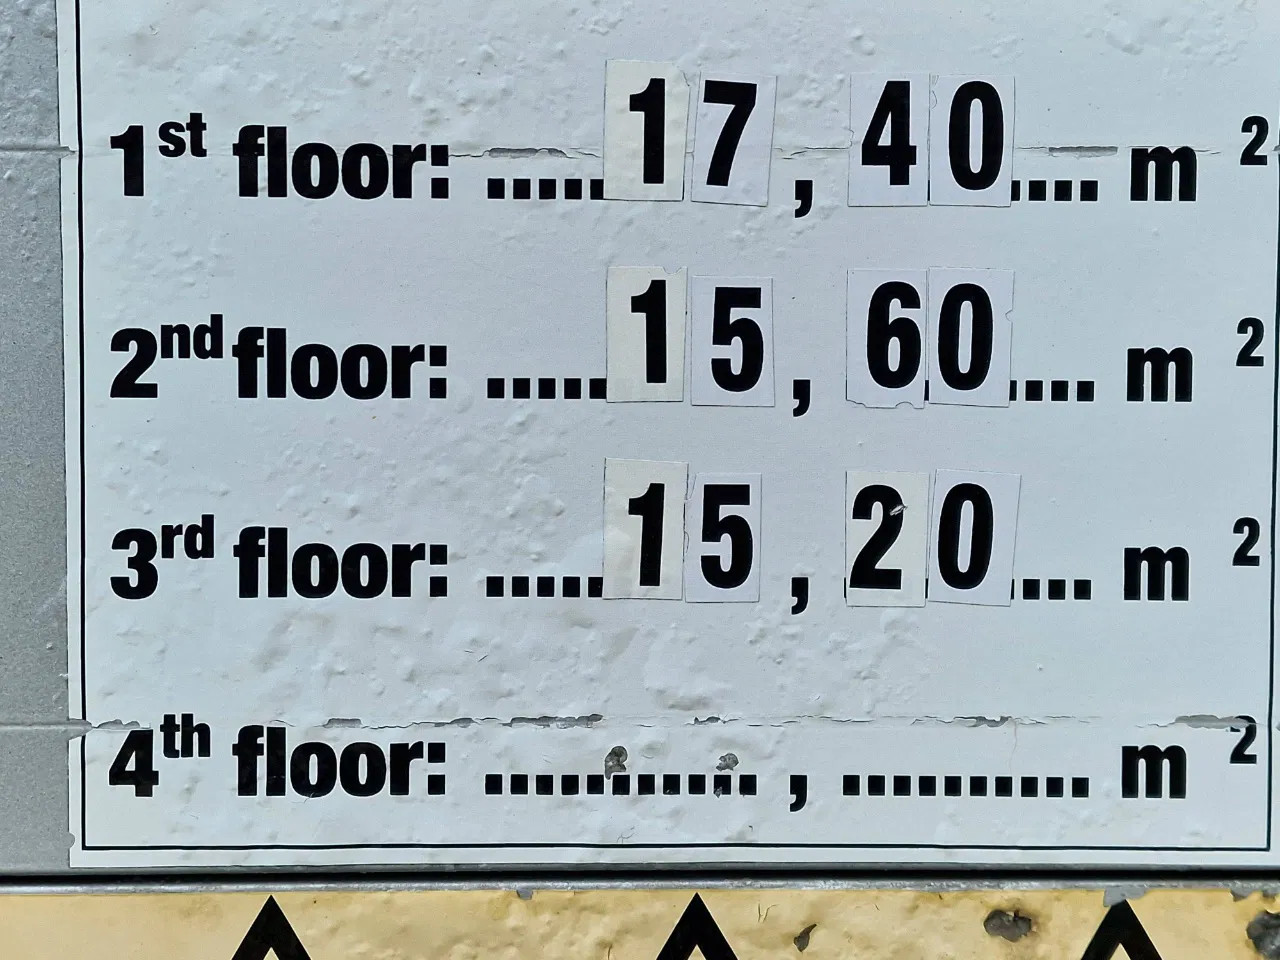 1st floor: .....17,40.... m 2
2nd floor: .....15,60.... m 2
3rd floor: .....15,20.... m 2
4th floor: ............, ........... m 2